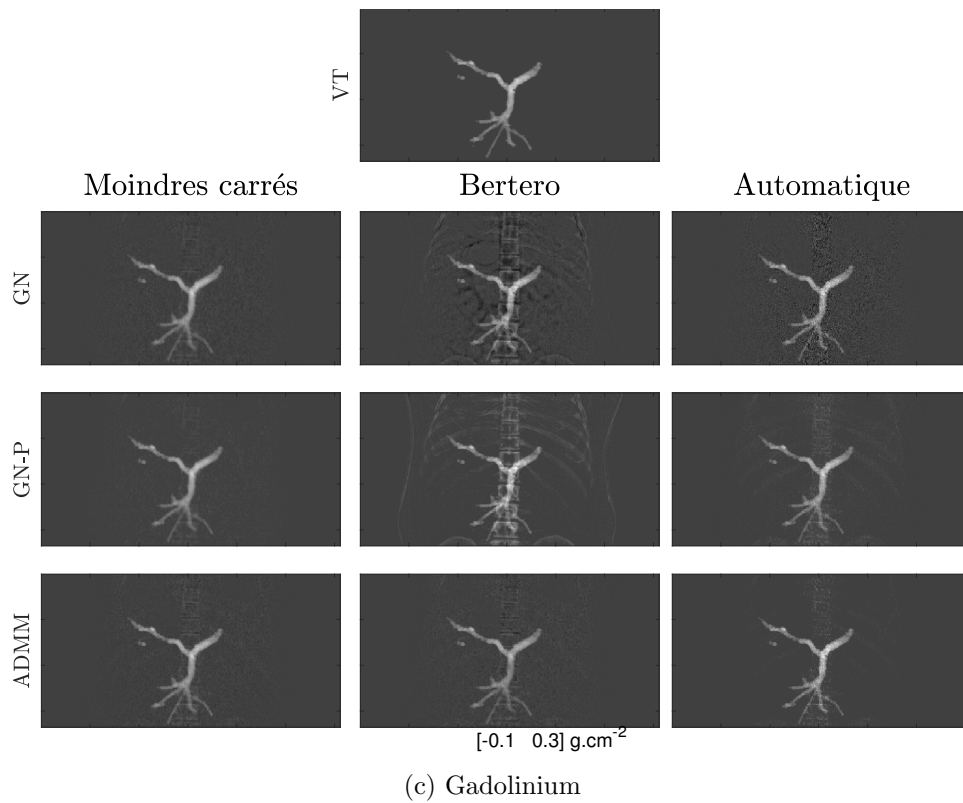 VT
Moindres carrés Bertero Automatique
GN
GN-P
ADMM
[-0.1 0.3] g.cm-2
(c) Gadolinium